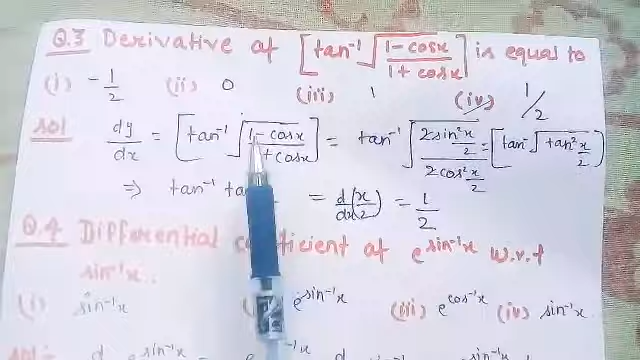 Q.3 Derivative of [tan⁻¹ √(1-cosx / 1+cosx)] is equal to
(i) -1/2 (ii) 0 (iii) 1 (iv) 1/2
sol dy/dx = [tan⁻¹ √(1-cosx / 1+cosx)] = tan⁻¹ √(2sin²x/2 / 2cos²x/2) = [tan⁻ √tan²x/2]
⇒ tan⁻¹ = d/dx(x/2) = 1/2
Q.4 Differential coefficient of e^sin⁻¹x w.r.t
sin⁻¹x..
(i) sin⁻¹x e^sin⁻¹x (iii) e^cos⁻¹x (iv) sin⁻¹x
sol:- d e^sin⁻¹x d